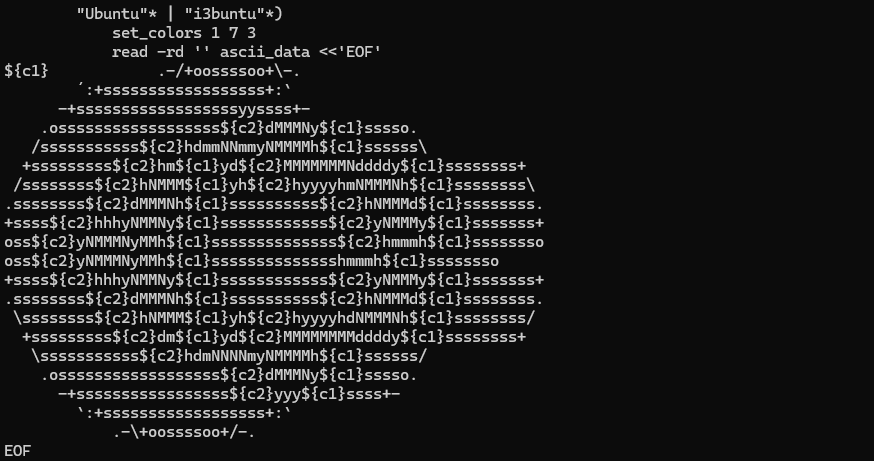 "Ubuntu"* | "i3buntu"*)
            set_colors 1 7 3
            read -rd '' ascii_data <<'EOF'
${c1}            .-/+oossssoo+\-.
        ´:+ssssssssssssssssss+:`
      -+ssssssssssssssssssyyssss+-
    .ossssssssssssssssss${c2}dMMMNy${c1}sssso.
   /sssssssssss${c2}hdmmNNmmyNMMMMh${c1}ssssss\
  +sssssssss${c2}hm${c1}yd${c2}MMMMMMMNddddy${c1}ssssssss+
 /ssssssss${c2}hNMMM${c1}yh${c2}hyyyyhmNMMMNh${c1}ssssssss\
.ssssssss${c2}dMMMNh${c1}ssssssssss${c2}hNMMMd${c1}ssssssss.
+ssss${c2}hhhyNMMNy${c1}ssssssssssss${c2}yNMMMy${c1}sssssss+
oss${c2}yNMMMNyMMh${c1}ssssssssssssss${c2}hmmmh${c1}ssssssso
oss${c2}yNMMMNyMMh${c1}sssssssssssssshmmmh${c1}ssssssso
+ssss${c2}hhhyNMMNy${c1}ssssssssssss${c2}yNMMMy${c1}sssssss+
.ssssssss${c2}dMMMNh${c1}ssssssssss${c2}hNMMMd${c1}ssssssss.
 \ssssssss${c2}hNMMM${c1}yh${c2}hyyyyhdNMMMNh${c1}ssssssss/
  +sssssssss${c2}dm${c1}yd${c2}MMMMMMMMddddy${c1}ssssssss+
   \sssssssssss${c2}hdmNNNNmyNMMMMh${c1}ssssss/
    .ossssssssssssssssss${c2}dMMMNy${c1}sssso.
      -+sssssssssssssssss${c2}yyy${c1}ssss+-
        `:+ssssssssssssssssss+:`
            .-\+oossssoo+/-.
EOF